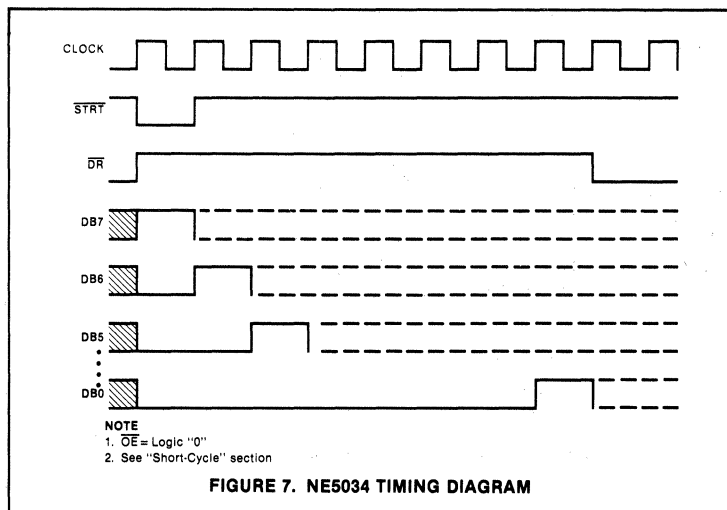 CLOCK
STRT
DR
DB7
DB6
DB5
DB0
NOTE
1. OE = Logic "0"
2. See "Short-Cycle" section
FIGURE 7. NE5034 TIMING DIAGRAM